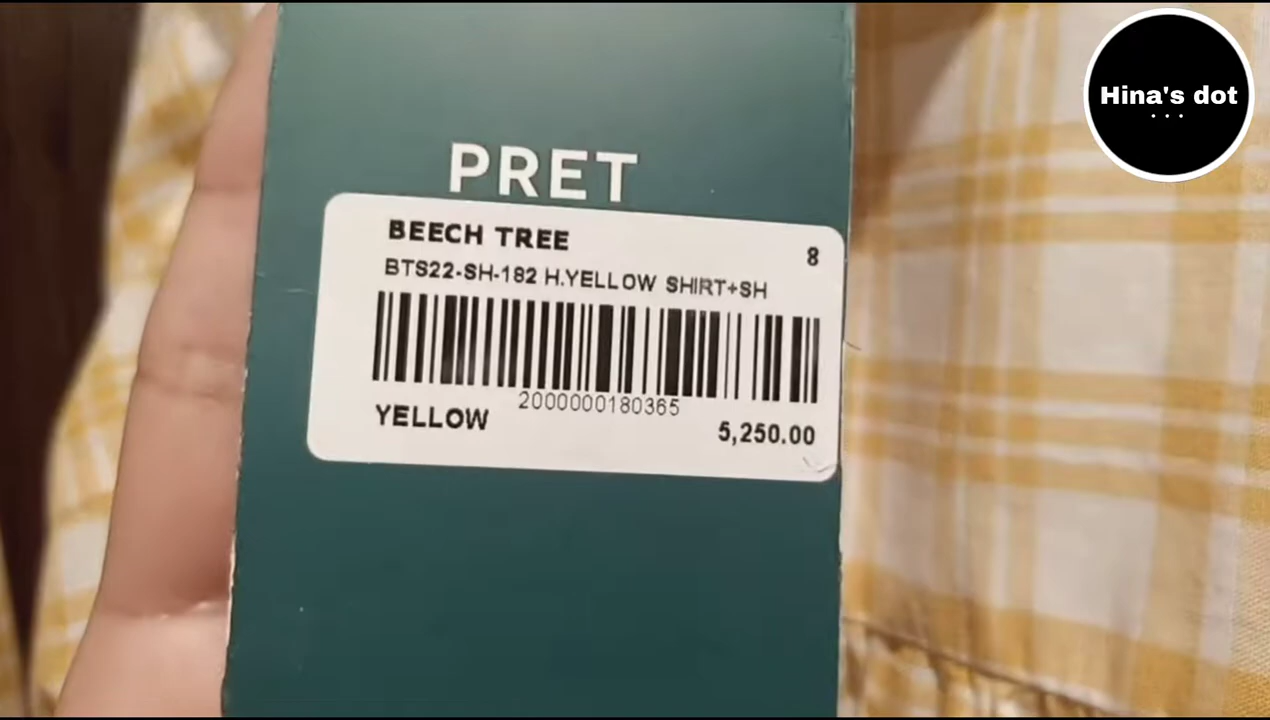 Hina's dot
PRET
BEECH TREE 8
BTS22-SH-182 H.YELLOW SHIRT+SH
2000000180365
YELLOW 5,250.00